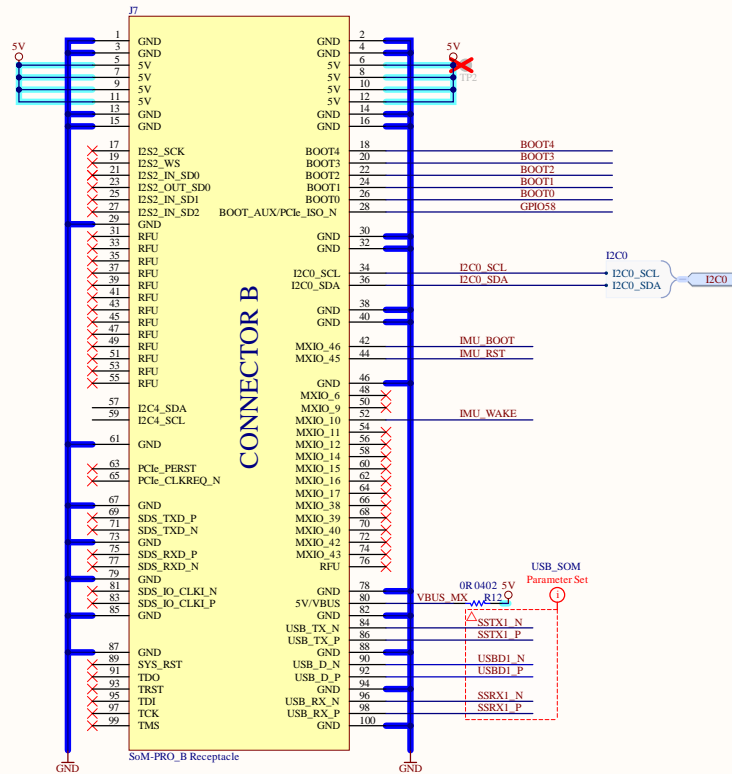 J7
1 GND GND 2
3 GND GND 4
5V 5 5V 5V 6 5V
7 5V 5V 8 TP2
9 5V 5V 10
11 5V 5V 12
13 GND GND 14
15 GND GND 16
17 I2S2_SCK BOOT4 18 BOOT4
19 I2S2_WS BOOT3 20 BOOT3
21 I2S2_IN_SD0 BOOT2 22 BOOT2
23 I2S2_OUT_SD0 BOOT1 24 BOOT1
25 I2S2_IN_SD1 BOOT0 26 BOOT0
27 I2S2_IN_SD2 BOOT_AUX/PCIe_ISO_N 28 GPIO58
29 GND
31 RFU GND 30
33 RFU GND 32
35 RFU I2C0
37 RFU I2C0_SCL 34 I2C0_SCL I2C0_SCL I2C0
39 RFU I2C0_SDA 36 I2C0_SDA I2C0_SDA
41 RFU
43 RFU GND 38
45 RFU GND 40
47 RFU
49 RFU MXIO_46 42 IMU_BOOT
51 RFU MXIO_45 44 IMU_RST
53 RFU
55 RFU GND 46
MXIO_6 48
57 I2C4_SDA MXIO_9 50
59 I2C4_SCL MXIO_10 52 IMU_WAKE
MXIO_11 54
61 GND MXIO_12 56
MXIO_14 58
63 PCIe_PERST MXIO_15 60
65 PCIe_CLKREQ_N MXIO_16 62
MXIO_17 64
67 GND MXIO_38 66
69 SDS_TXD_P MXIO_39 68
71 SDS_TXD_N MXIO_40 70
73 GND MXIO_42 72
75 SDS_RXD_P MXIO_43 74
77 SDS_RXD_N RFU 76
79 GND
81 SDS_IO_CLKI_N GND 78
83 SDS_IO_CLKI_P 5V/VBUS 80 VBUS_MX 0R 0402 R12 5V
85 GND GND 82
USB_TX_N 84 SSTX1_N
USB_TX_P 86 SSTX1_P
87 GND GND 88
89 SYS_RST USB_D_N 90 USBD1_N
91 TDO USB_D_P 92 USBD1_P
93 TRST GND 94
95 TDI USB_RX_N 96 SSRX1_N
97 TCK USB_RX_P 98 SSRX1_P
99 TMS GND 100
CONNECTOR B
USB_SOM
Parameter Set
i
SoM-PRO_B Receptacle
GND GND